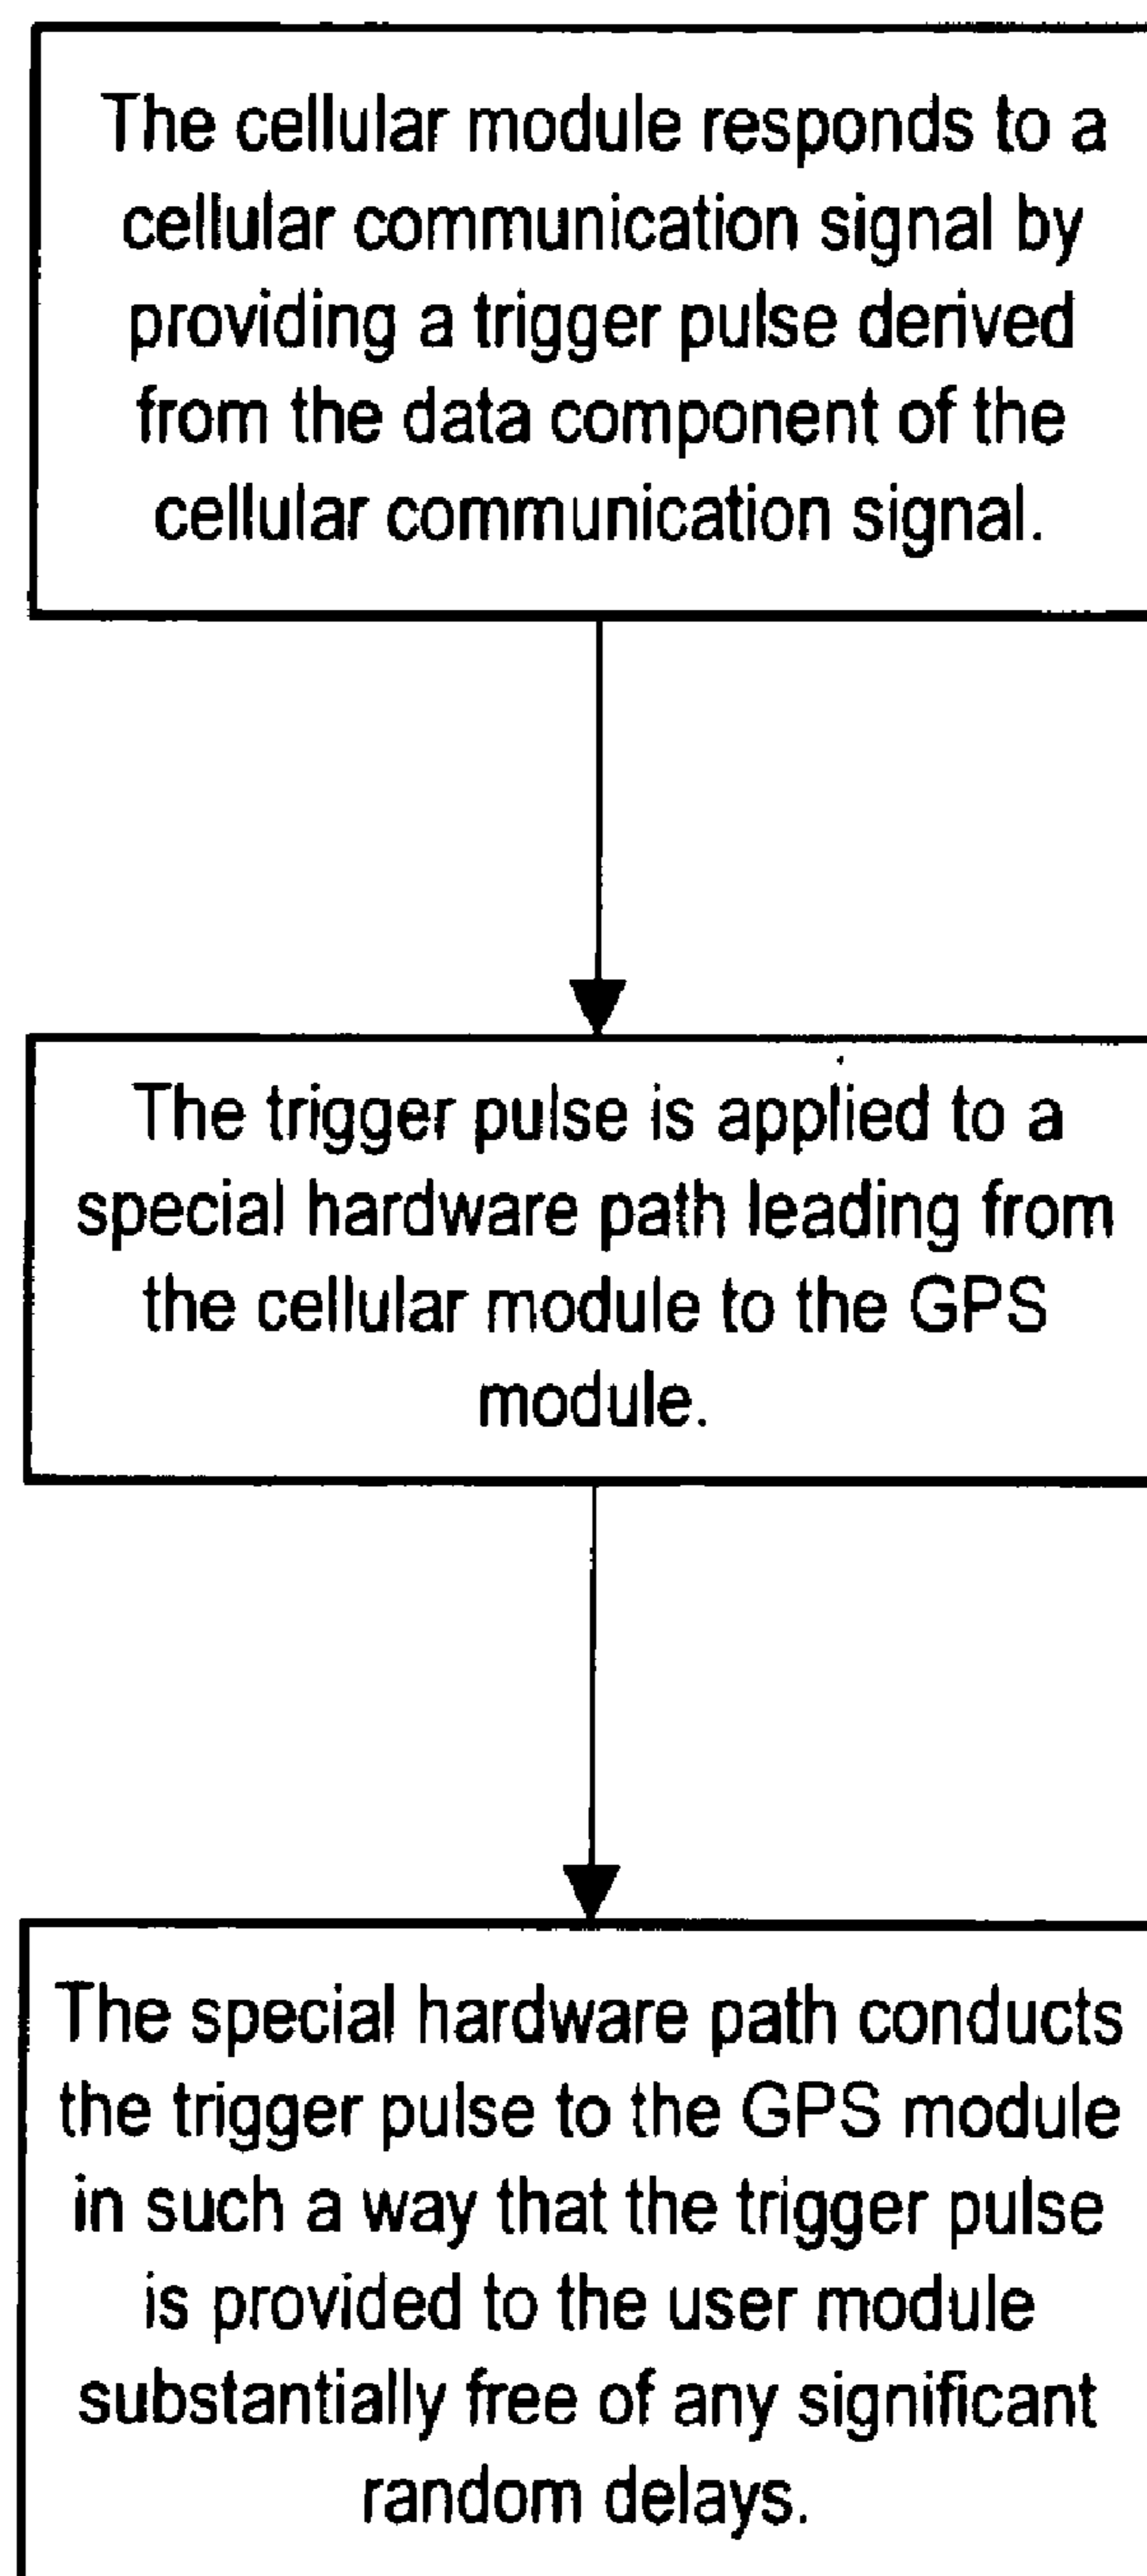 The cellular module responds to a
cellular communication signal by
providing a trigger pulse derived
from the data component of the
cellular communication signal.
The trigger pulse is applied to a
special hardware path leading from
the cellular module to the GPS
module.
The special hardware path conducts
the trigger pulse to the GPS module
in such a way that the trigger pulse
is provided to the user module
substantially free of any significant
random delays.